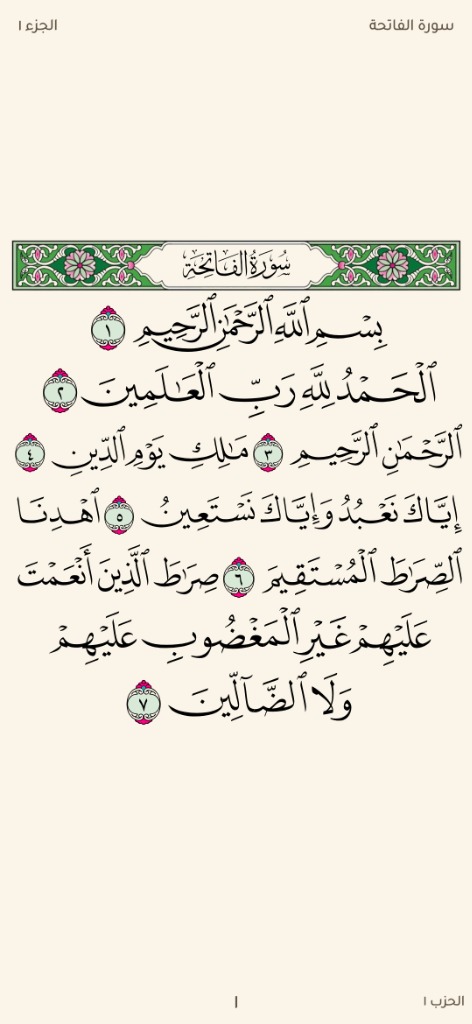 سورة الفاتحة
الجزء ١
سُورَةُ الفَاتِحَةِ
بِسۡمِ ٱللَّهِ ٱلرَّحۡمَٰنِ ٱلرَّحِيمِ ١
ٱلۡحَمۡدُ لِلَّهِ رَبِّ ٱلۡعَٰلَمِينَ ٢
ٱلرَّحۡمَٰنِ ٱلرَّحِيمِ ٣ مَٰلِكِ يَوۡمِ ٱلدِّينِ ٤
إِيَّاكَ نَعۡبُدُ وَإِيَّاكَ نَسۡتَعِينُ ٥ ٱهۡدِنَا
ٱلصِّرَٰطَ ٱلۡمُسۡتَقِيمَ ٦ صِرَٰطَ ٱلَّذِينَ أَنۡعَمۡتَ
عَلَيۡهِمۡ غَيۡرِ ٱلۡمَغۡضُوبِ عَلَيۡهِمۡ
وَلَا ٱلضَّآلِّينَ ٧
الحزب ١
١